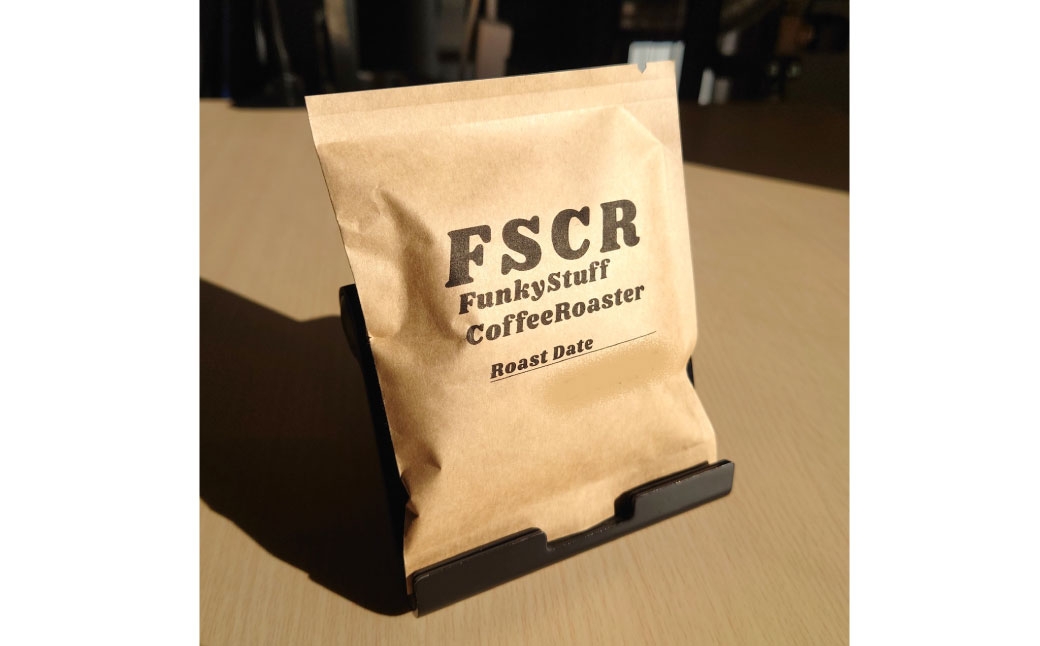 FSCR
FunkyStuff
CoffeeRoaster
Roast Date